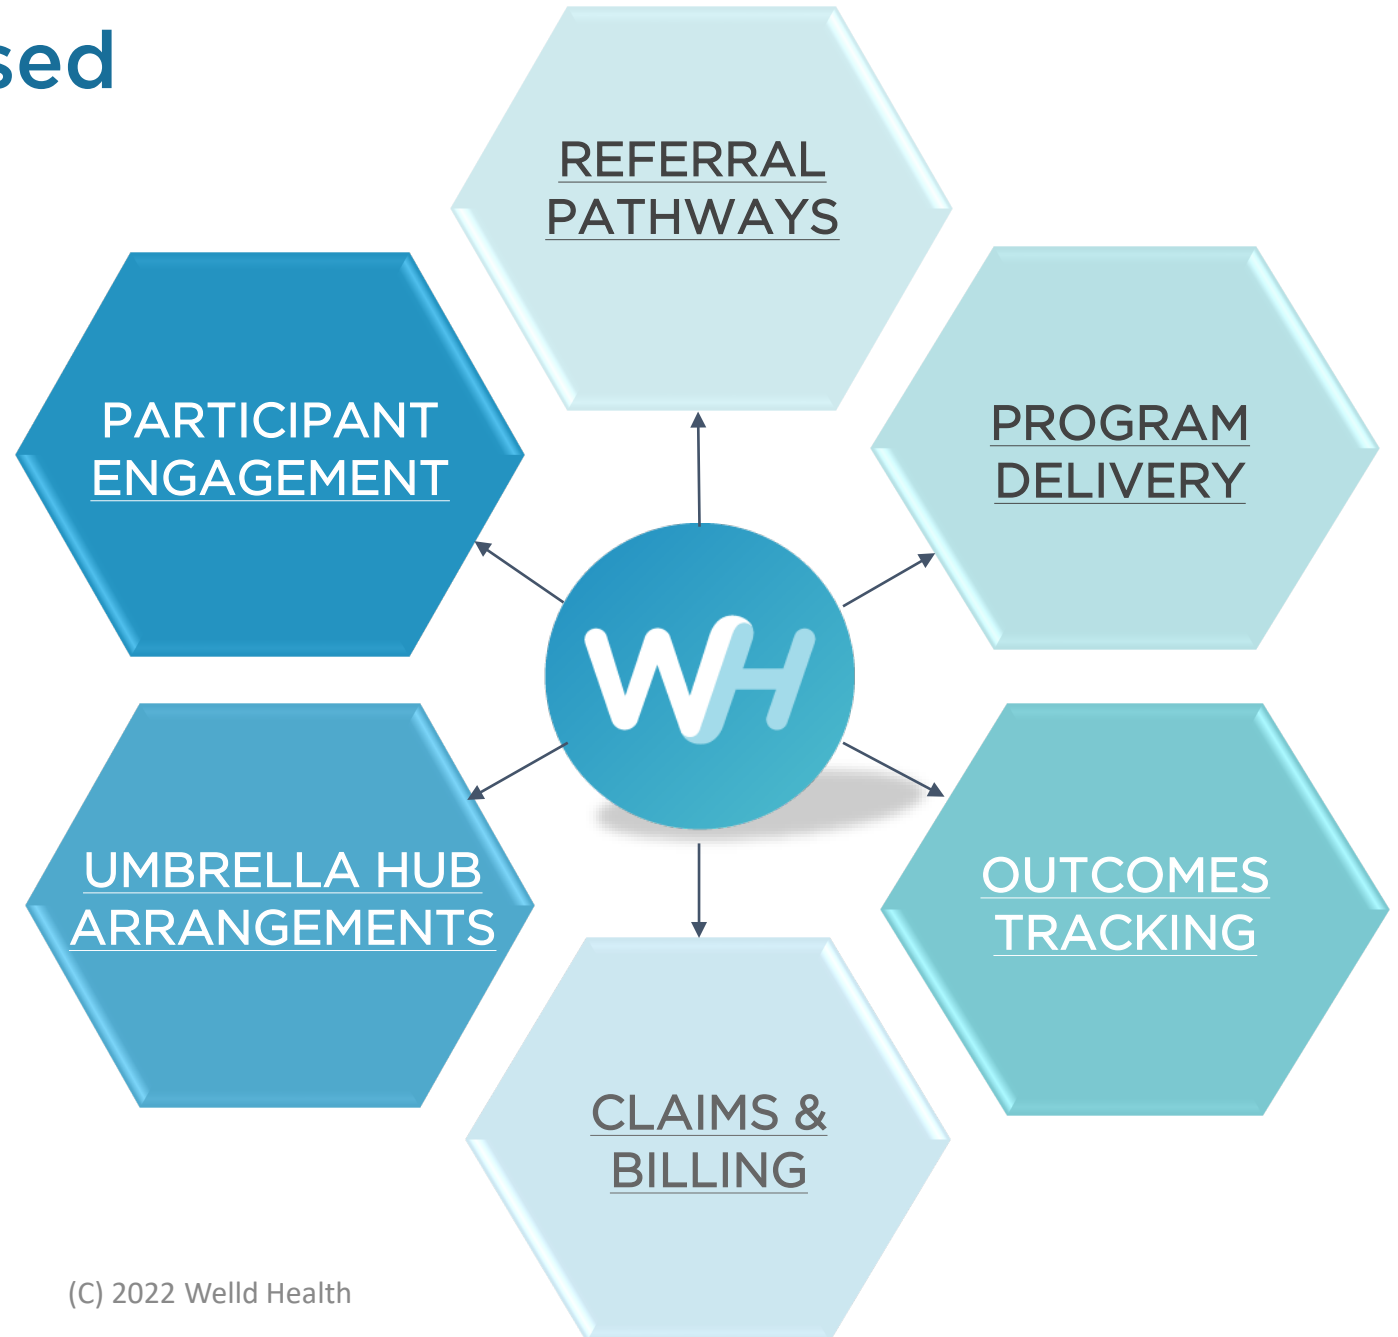 sed
REFERRAL
PATHWAYS
PARTICIPANT
ENGAGEMENT
PROGRAM
DELIVERY
WH
UMBRELLA HUB
ARRANGEMENTS
OUTCOMES
TRACKING
CLAIMS &
BILLING
(C) 2022 Welld Health